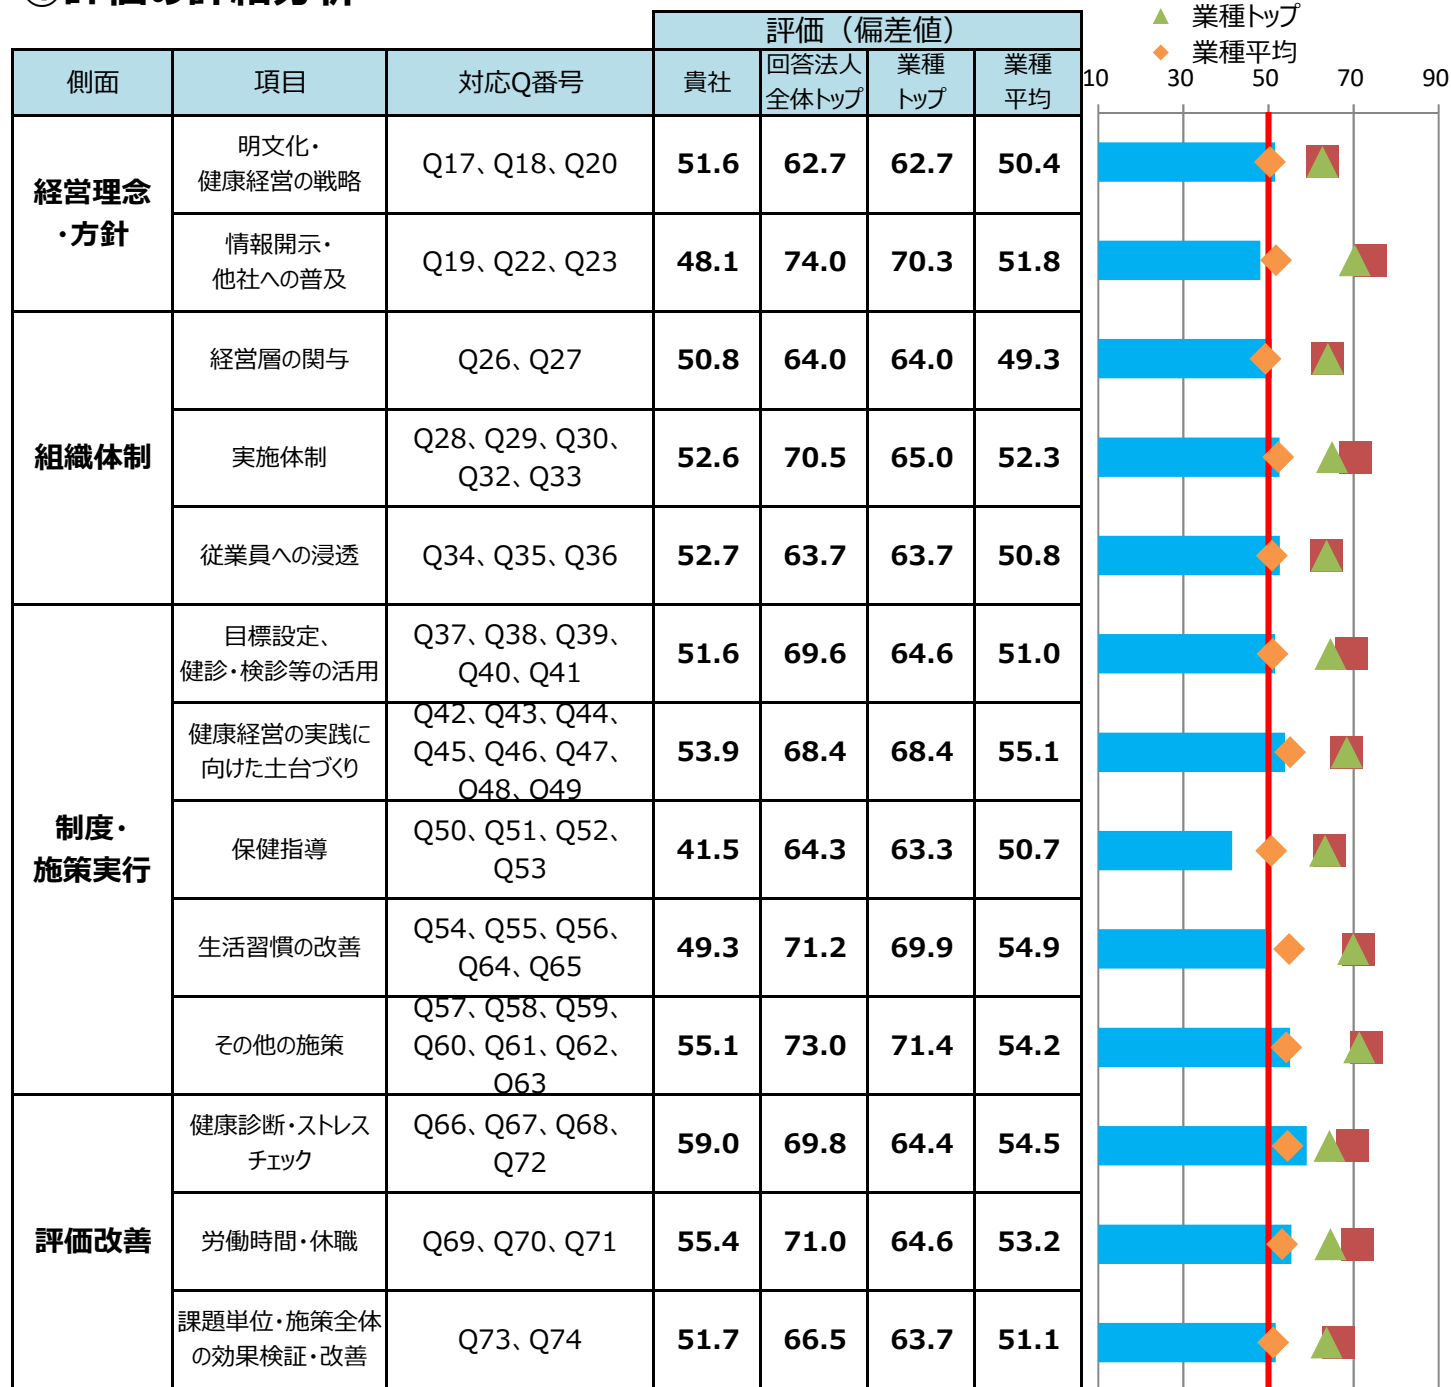 評価（偏差値）
業種トップ
業種平均
側面 項目 対応Q番号 貴社 回答法人全体トップ 業種トップ 業種平均
10 30 50 70 90
経営理念・方針
明文化・
健康経営の戦略
Q17、Q18、Q20
51.6 62.7 62.7 50.4
情報開示・
他社への普及
Q19、Q22、Q23
48.1 74.0 70.3 51.8
組織体制
経営層の関与
Q26、Q27
50.8 64.0 64.0 49.3
実施体制
Q28、Q29、Q30、
Q32、Q33
52.6 70.5 65.0 52.3
従業員への浸透
Q34、Q35、Q36
52.7 63.7 63.7 50.8
制度・
施策実行
目標設定、
健診・検診等の活用
Q37、Q38、Q39、
Q40、Q41
51.6 69.6 64.6 51.0
健康経営の実践に
向けた土台づくり
Q42、Q43、Q44、
Q45、Q46、Q47、
Q48、Q49
53.9 68.4 68.4 55.1
保健指導
Q50、Q51、Q52、
Q53
41.5 64.3 63.3 50.7
生活習慣の改善
Q54、Q55、Q56、
Q64、Q65
49.3 71.2 69.9 54.9
その他の施策
Q57、Q58、Q59、
Q60、Q61、Q62、
Q63
55.1 73.0 71.4 54.2
評価改善
健康診断・ストレス
チェック
Q66、Q67、Q68、
Q72
59.0 69.8 64.4 54.5
労働時間・休職
Q69、Q70、Q71
55.4 71.0 64.6 53.2
課題単位・施策全体
の効果検証・改善
Q73、Q74
51.7 66.5 63.7 51.1